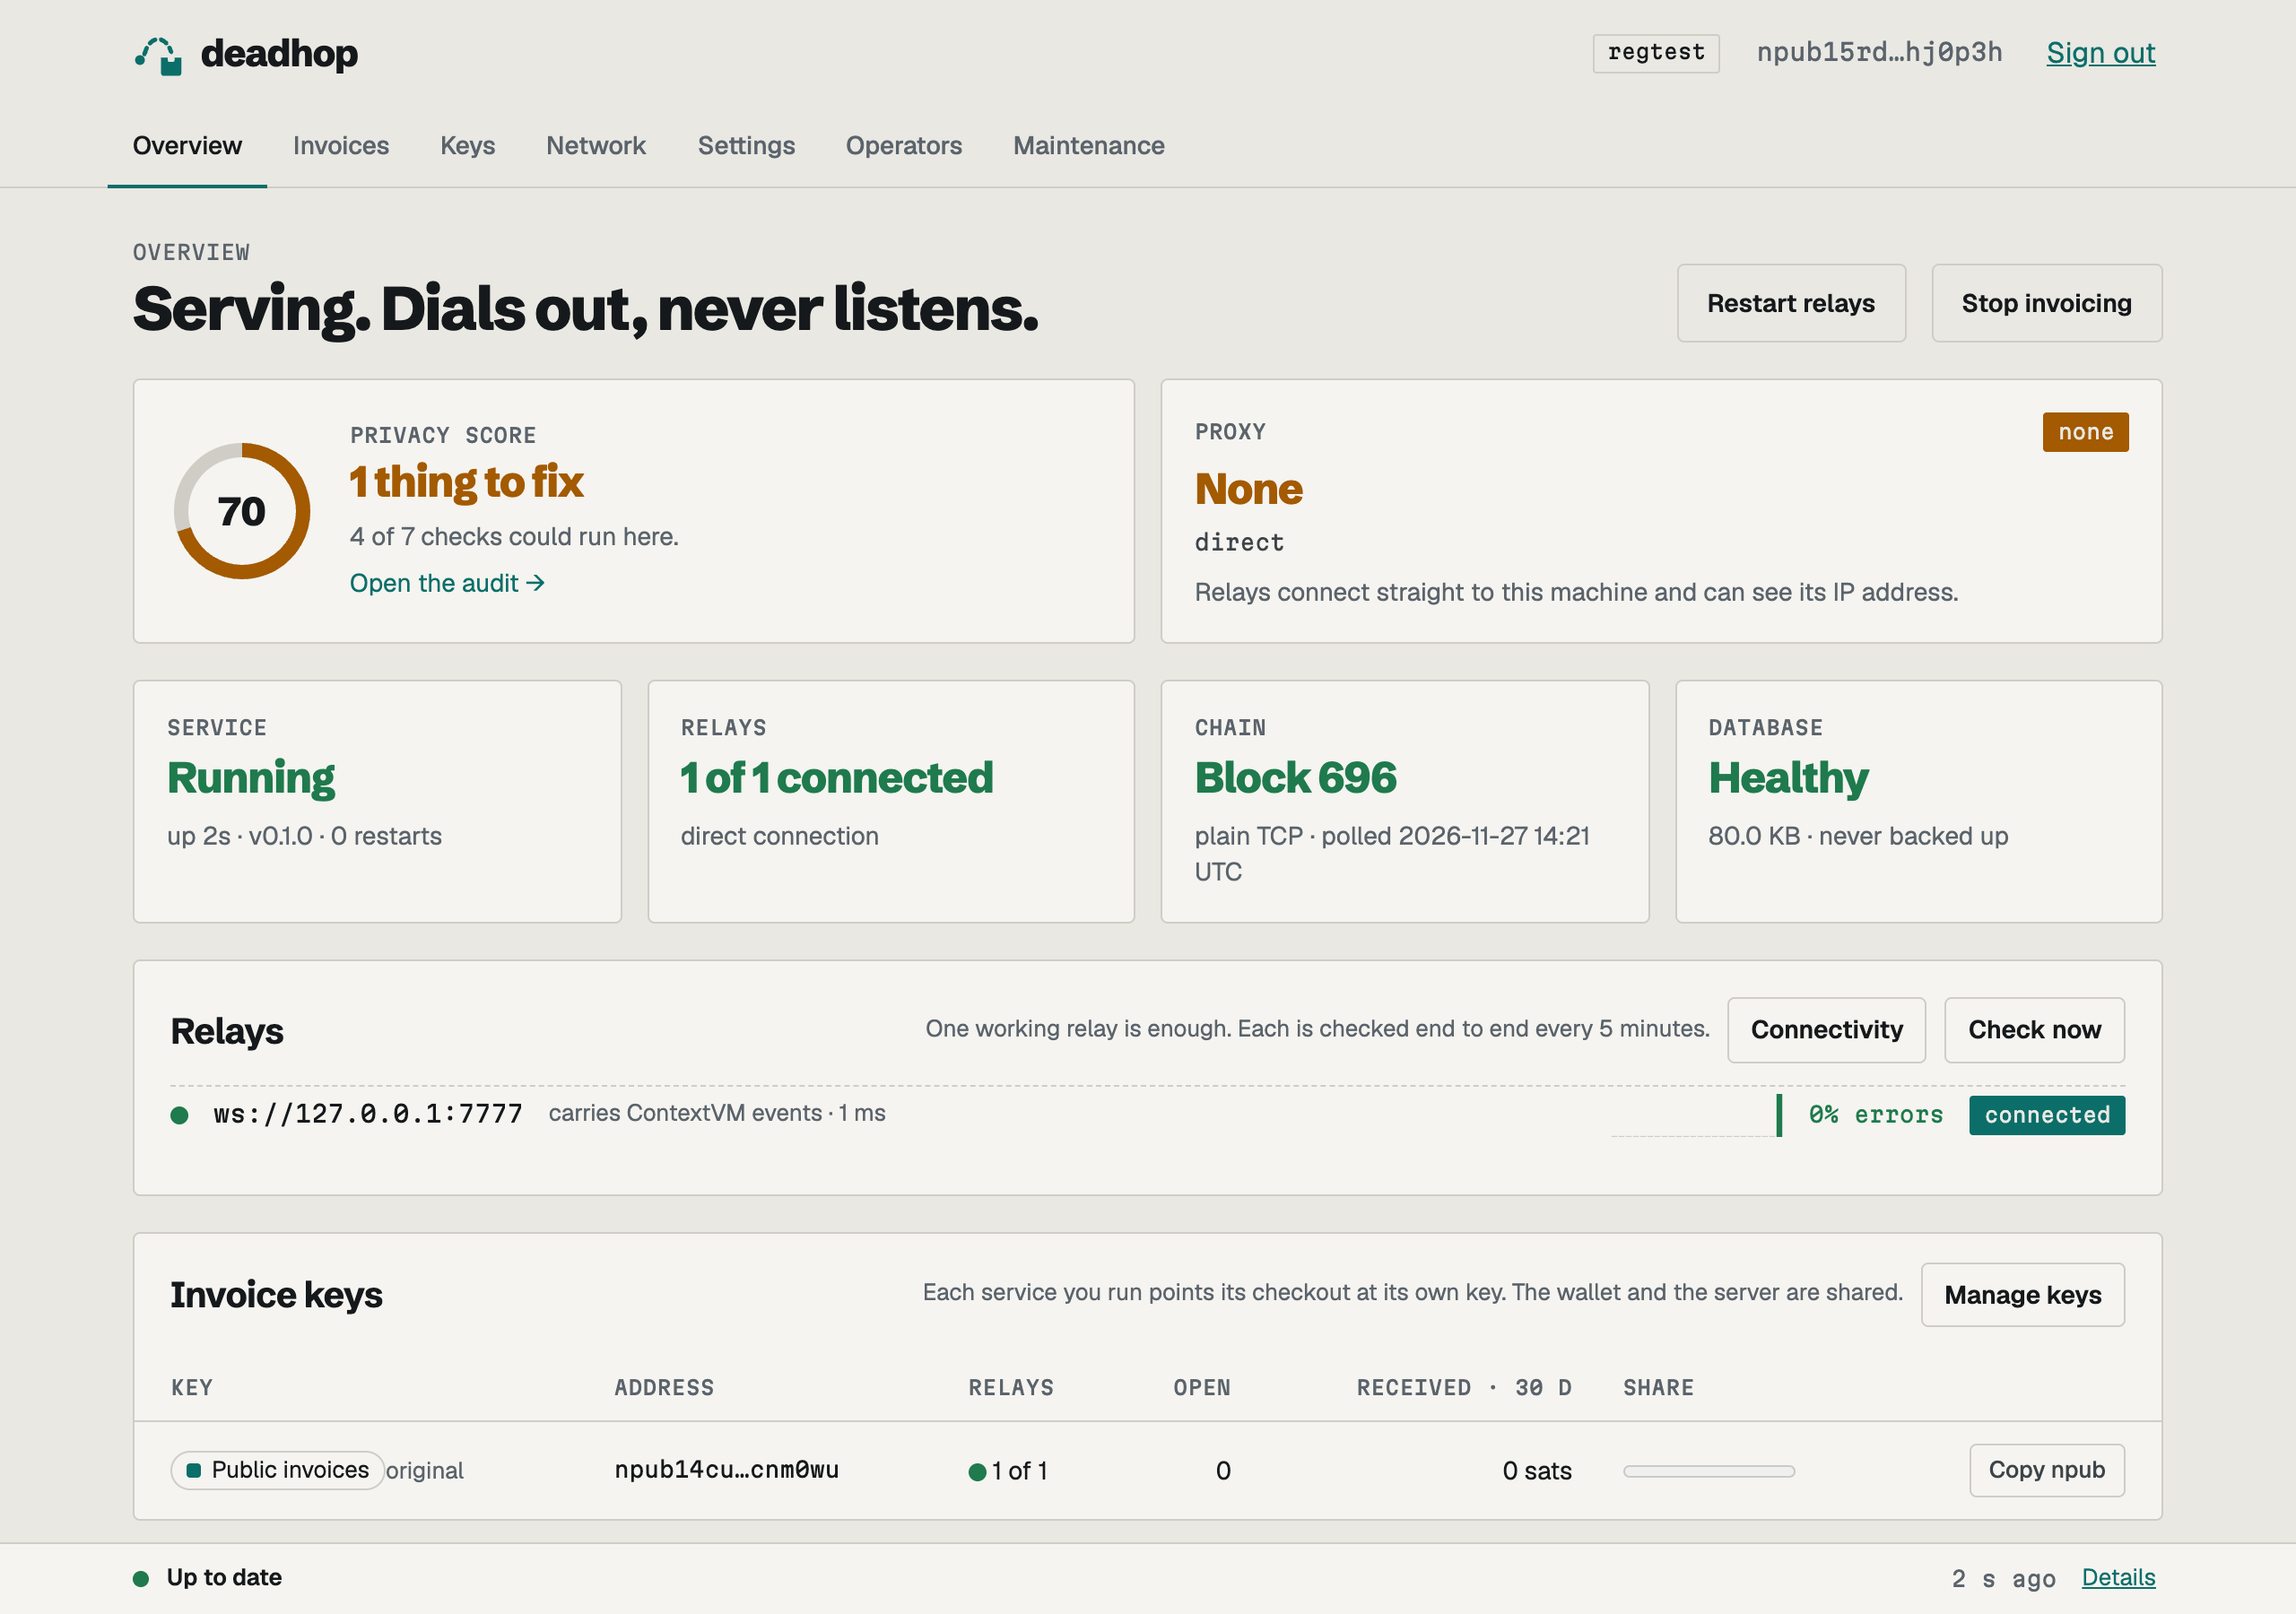 deadhop
regtest npub15rd…hj0p3h Sign out
Overview Invoices Keys Network Settings Operators Maintenance
OVERVIEW
Serving. Dials out, never listens.
Restart relays Stop invoicing
70
PRIVACY SCORE
1 thing to fix
4 of 7 checks could run here.
Open the audit →
PROXY none
None
direct
Relays connect straight to this machine and can see its IP address.
SERVICE
Running
up 2s · v0.1.0 · 0 restarts
RELAYS
1 of 1 connected
direct connection
CHAIN
Block 696
plain TCP · polled 2026-11-27 14:21
UTC
DATABASE
Healthy
80.0 KB · never backed up
Relays One working relay is enough. Each is checked end to end every 5 minutes. Connectivity Check now
ws://127.0.0.1:7777 carries ContextVM events · 1 ms 0% errors connected
Invoice keys Each service you run points its checkout at its own key. The wallet and the server are shared. Manage keys
KEY ADDRESS RELAYS OPEN RECEIVED · 30 D SHARE
Public invoices original npub14cu…cnm0wu 1 of 1 0 0 sats Copy npub
Up to date 2 s ago Details